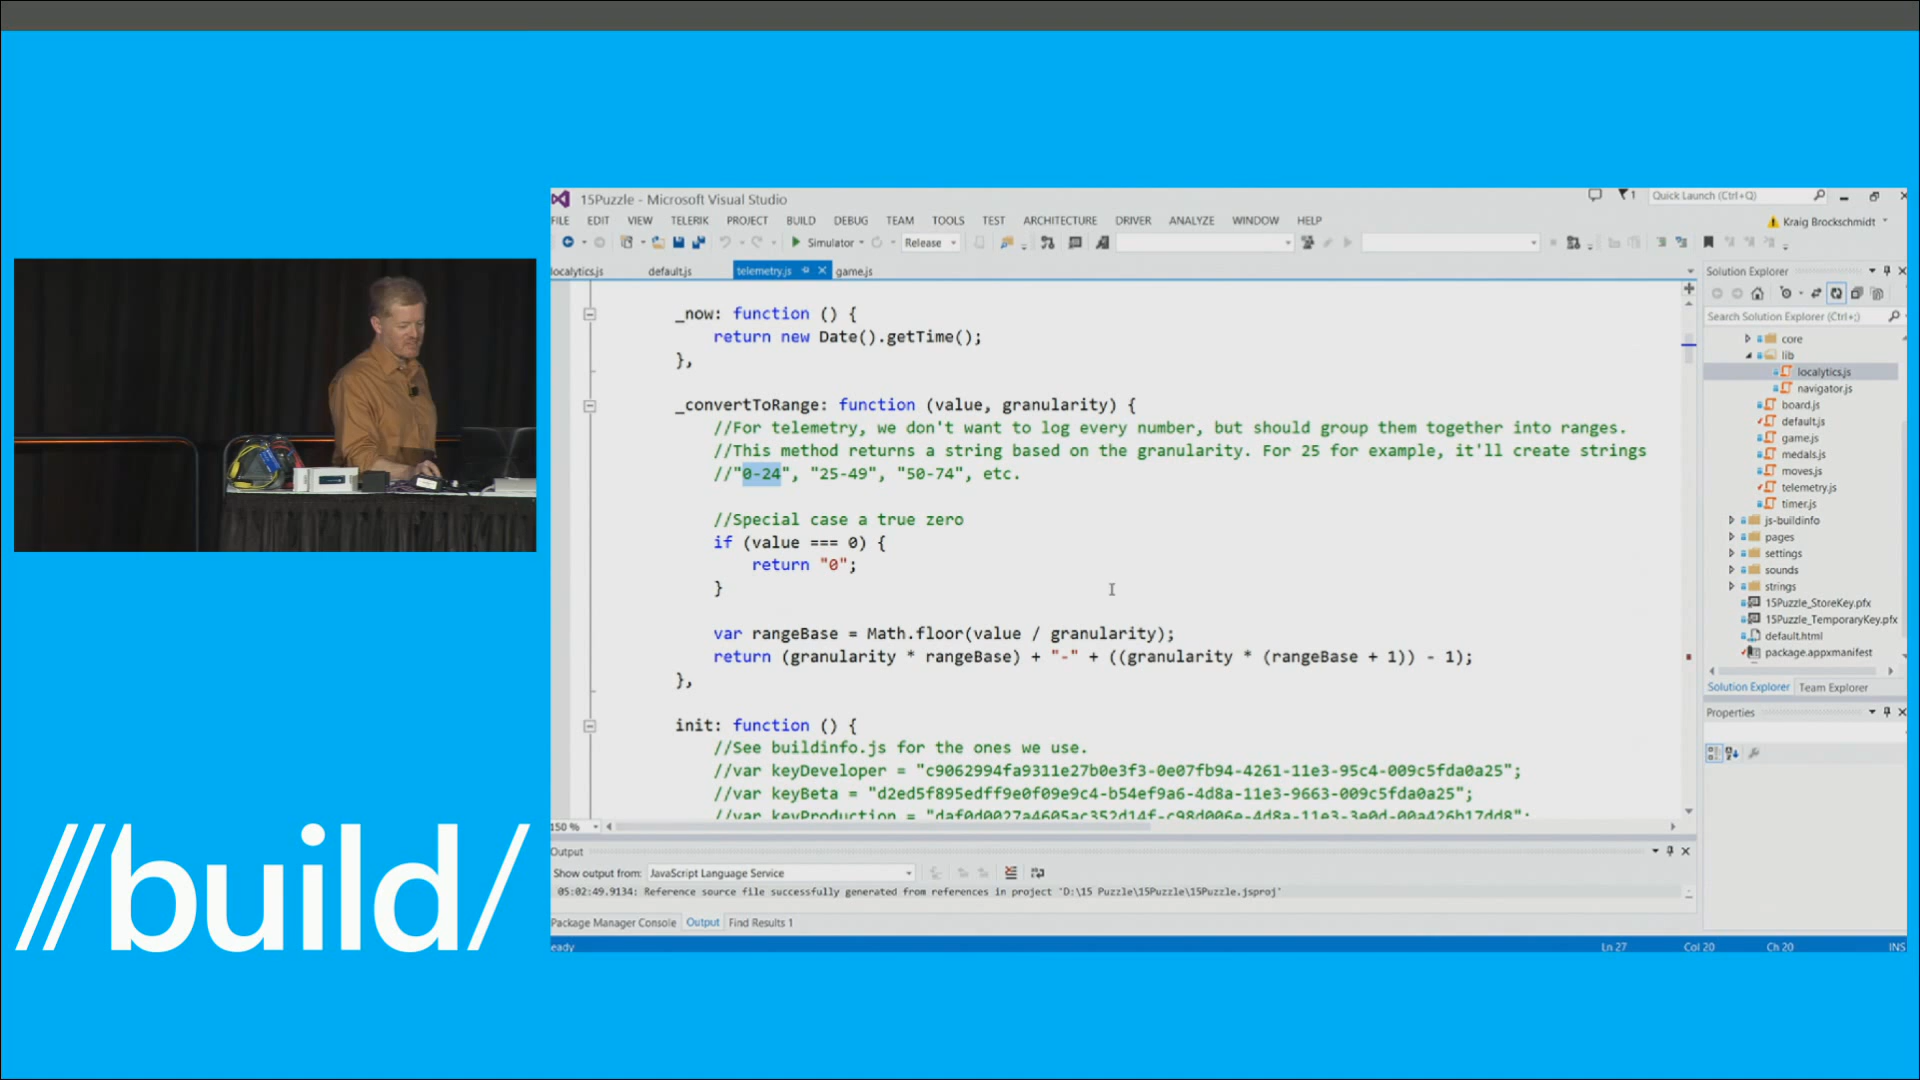 15Puzzle - Microsoft Visual Studio
Quick Launch (Ctrl+Q)
FILE EDIT VIEW TELERIK PROJECT BUILD DEBUG TEAM TOOLS TEST ARCHITECTURE DRIVER ANALYZE WINDOW HELP
Kraig Brockschmidt
Simulator
Release
localytics.js default.js telemetry.js game.js
_now: function () {
return new Date().getTime();
},
_convertToRange: function (value, granularity) {
//For telemetry, we don't want to log every number, but should group them together into ranges.
//This method returns a string based on the granularity. For 25 for example, it'll create strings
//"0-24", "25-49", "50-74", etc.
//Special case a true zero
if (value === 0) {
return "0";
}
var rangeBase = Math.floor(value / granularity);
return (granularity * rangeBase) + "-" + ((granularity * (rangeBase + 1)) - 1);
},
init: function () {
//See buildinfo.js for the ones we use.
//var keyDeveloper = "c9062994fa9311e27b0e3f3-0e07fb94-4261-11e3-95c4-009c5fda0a25";
//var keyBeta = "d2ed5f895edff9e0f09e9c4-b54ef9a6-4d8a-11e3-9663-009c5fda0a25";
//var keyProduction = "daf0d0027a4605ac352d14f-c98d006e-4d8a-11e3-3e0d-00a426b17dd8";
150 %
Solution Explorer
Search Solution Explorer (Ctrl+;)
core
lib
localytics.js
navigator.js
board.js
default.js
game.js
medals.js
moves.js
telemetry.js
timer.js
js-buildinfo
pages
settings
sounds
strings
15Puzzle_StoreKey.pfx
15Puzzle_TemporaryKey.pfx
default.html
package.appxmanifest
Solution Explorer Team Explorer
Properties
Output
Show output from: JavaScript Language Service
05:02:49.9134: Reference source file successfully generated from references in project 'D:\15 Puzzle\15Puzzle\15Puzzle.jsproj'
Package Manager Console Output Find Results 1
eady
Ln 27 Col 20 Ch 20 INS
//build/